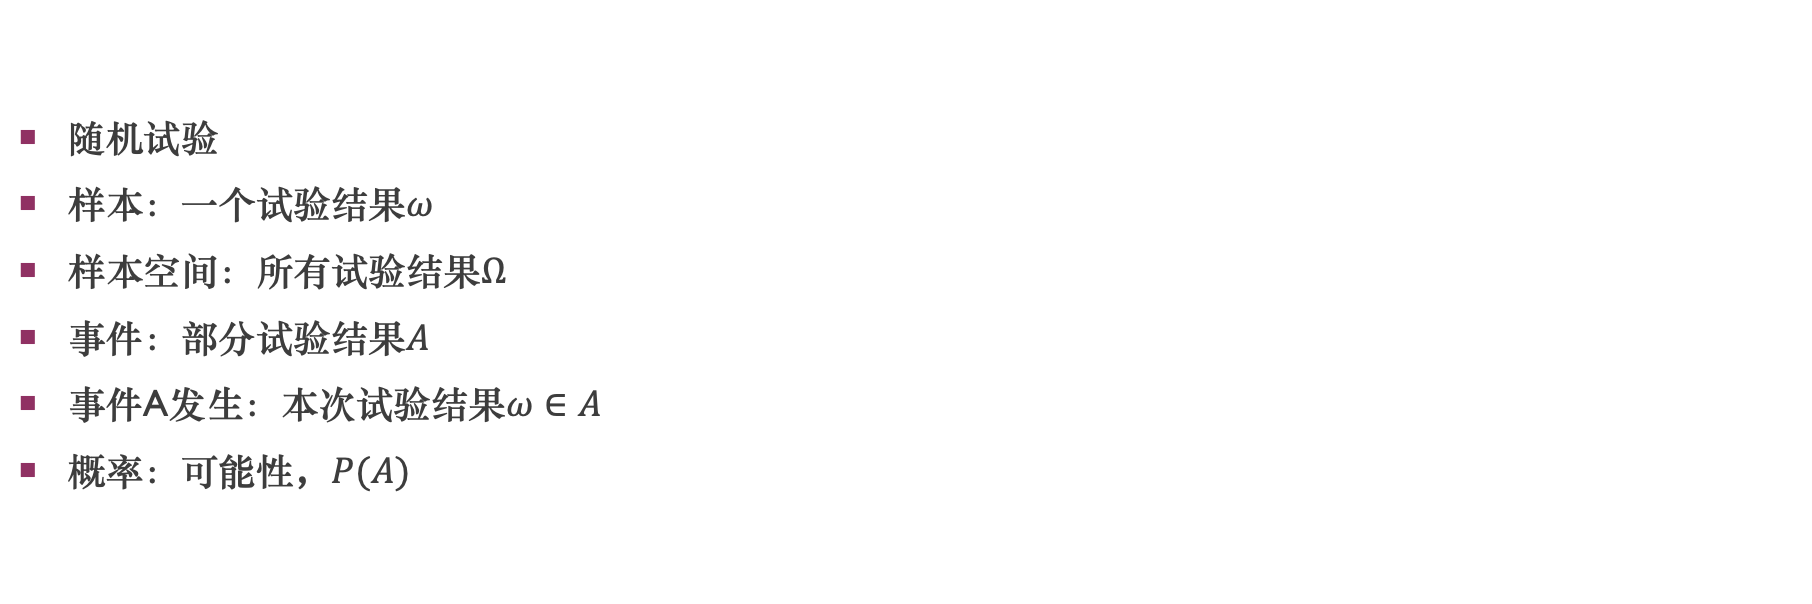 ▪ 随机试验
▪ 样本：一个试验结果ω
▪ 样本空间：所有试验结果Ω
▪ 事件：部分试验结果A
▪ 事件A发生：本次试验结果ω ∈ A
▪ 概率：可能性，P(A)